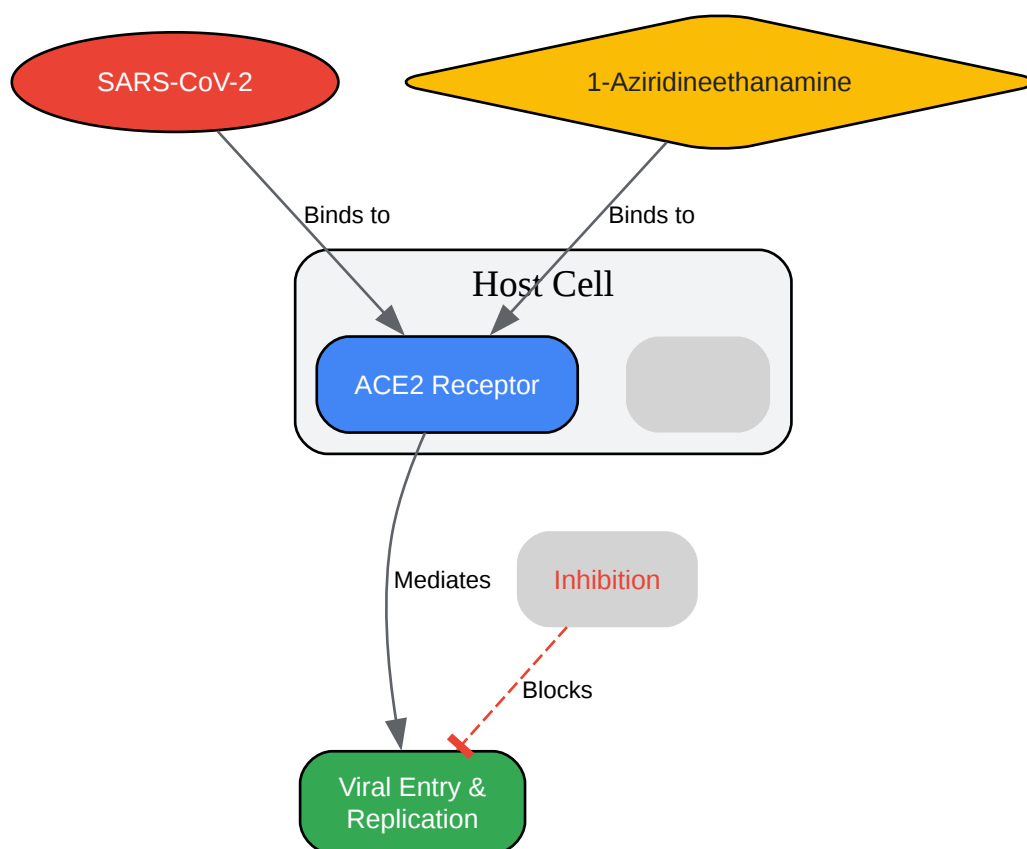 SARS-CoV-2
1-Aziridineethanamine
Binds to
Binds to
Host Cell
ACE2 Receptor
Mediates
Inhibition
Blocks
Viral Entry &
Replication